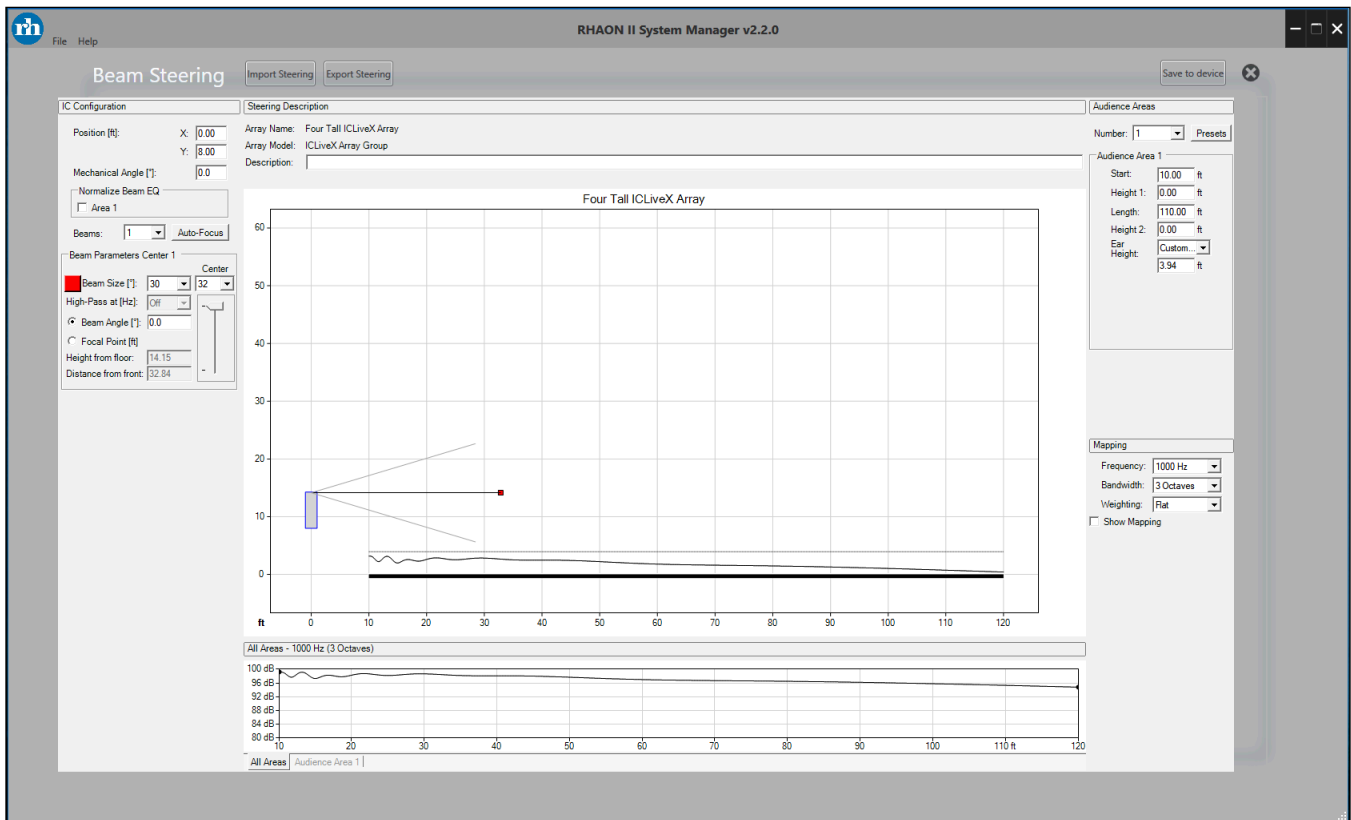 rh
RHAON II System Manager v2.2.0
File Help
Beam Steering
Import Steering Export Steering
Save to device
IC Configuration
Position [ft]: X: 0.00
Y: 8.00
Mechanical Angle [°]: 0.0
Normalize Beam EQ
Area 1
Beams: 1 Auto-Focus
Beam Parameters Center 1
Center
Beam Size [°]: 30 32
High-Pass at [Hz]: Off
Beam Angle [°]: 0.0
Focal Point [ft]
Height from floor: 14.15
Distance from front: 32.84
Steering Description
Array Name: Four Tall ICLiveX Array
Array Model: ICLiveX Array Group
Description:
Four Tall ICLiveX Array
60
50
40
30
20
10
0
ft 0 10 20 30 40 50 60 70 80 90 100 110 120
All Areas - 1000 Hz (3 Octaves)
100 dB
96 dB
92 dB
88 dB
84 dB
80 dB
10 20 30 40 50 60 70 80 90 100 110 ft 120
All Areas Audience Area 1
Audience Areas
Number: 1 Presets
Audience Area 1
Start: 10.00 ft
Height 1: 0.00 ft
Length: 110.00 ft
Height 2: 0.00 ft
Ear Height: Custom...
3.94 ft
Mapping
Frequency: 1000 Hz
Bandwidth: 3 Octaves
Weighting: Flat
Show Mapping